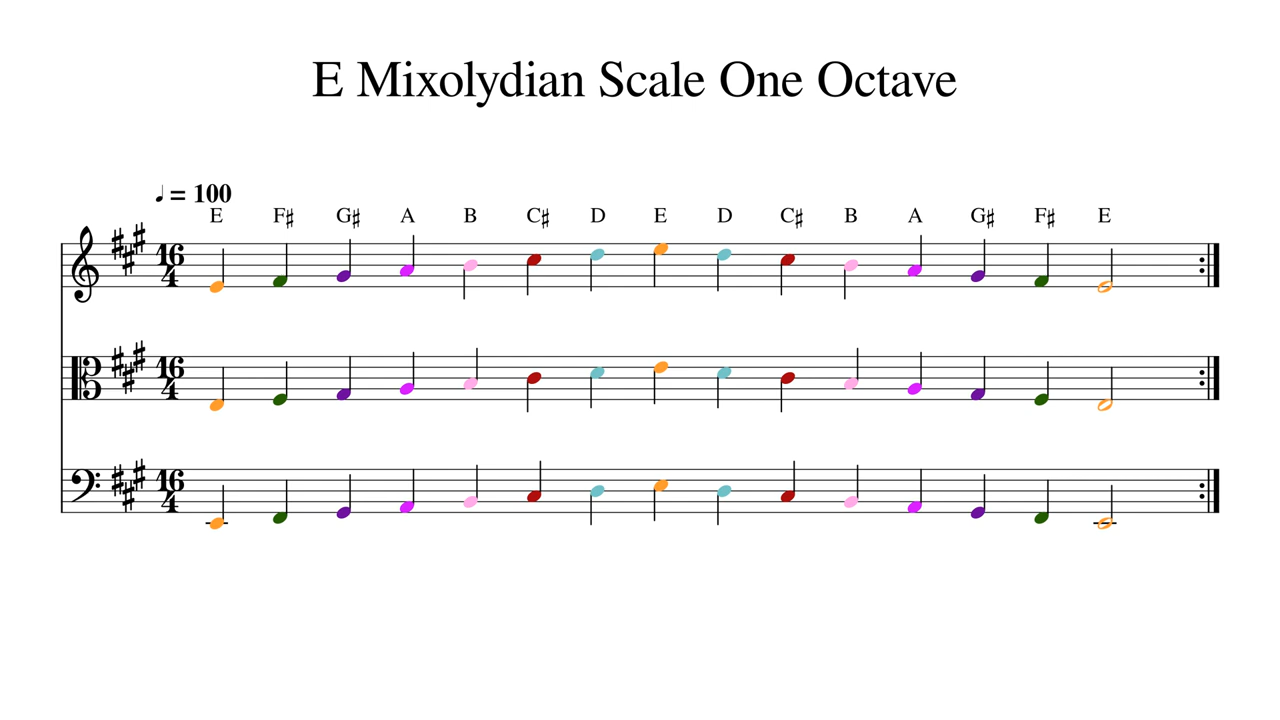 E Mixolydian Scale One Octave
♩ = 100
E F♯ G♯ A B C♯ D E D C♯ B A G♯ F♯ E
16
4
16
4
16
4